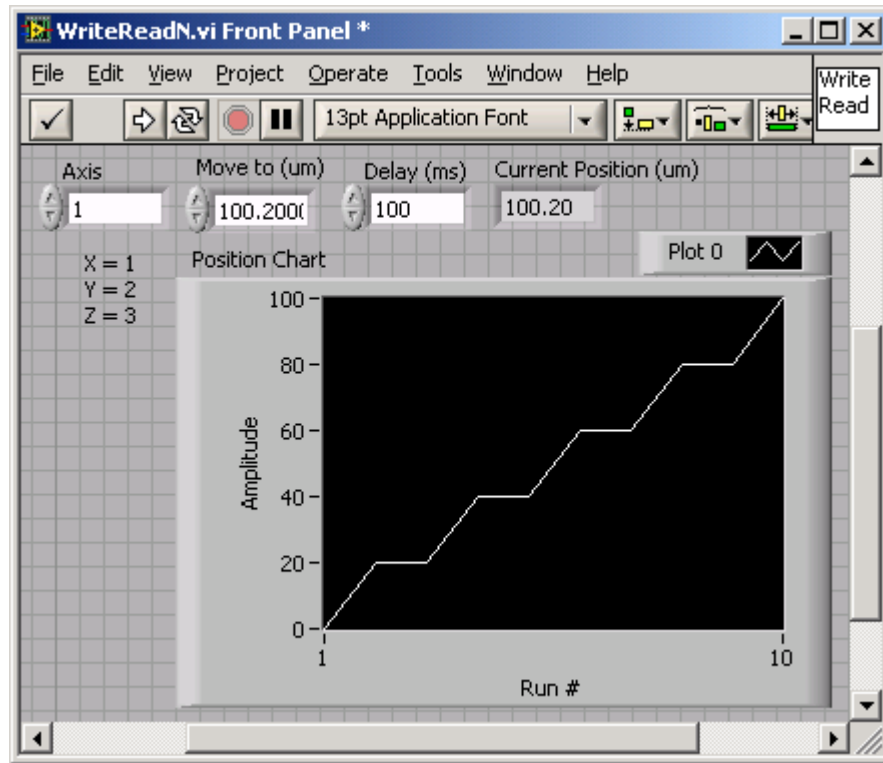 WriteReadN.vi Front Panel *
File Edit View Project Operate Tools Window Help
Write
Read
13pt Application Font
Axis Move to (um) Delay (ms) Current Position (um)
1 100.200( 100 100.20
X = 1
Y = 2
Z = 3
Position Chart
Plot 0
100
80
60
40
20
0
Amplitude
1 10
Run #